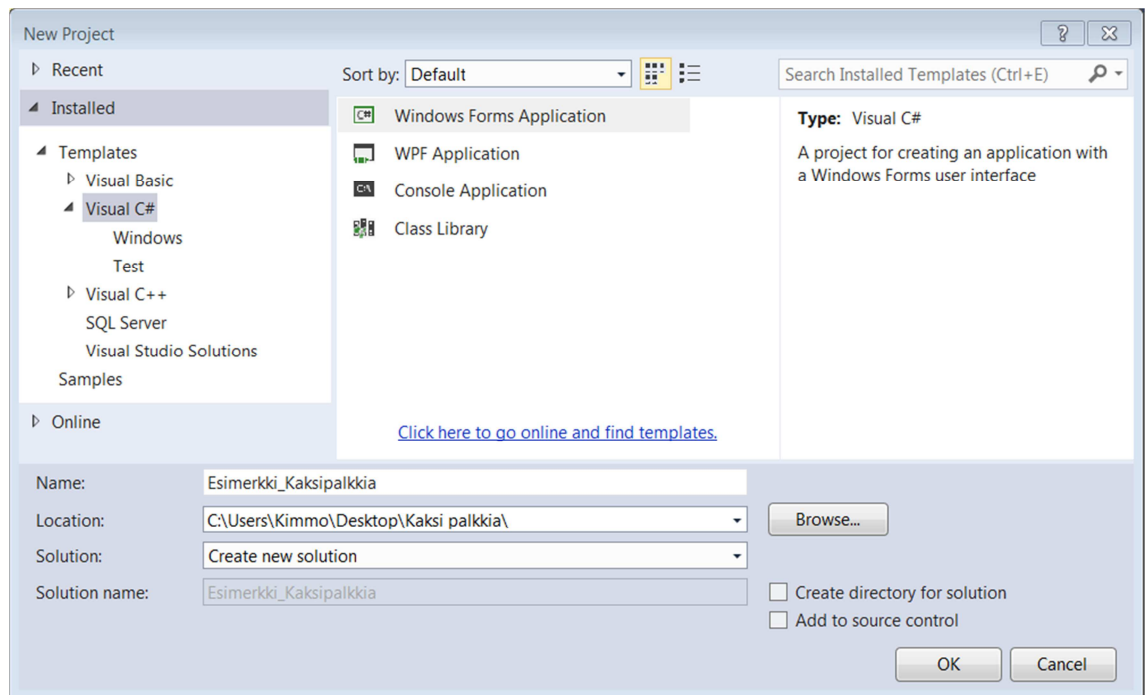 New Project
Recent
Installed
Templates
Visual Basic
Visual C#
Windows
Test
Visual C++
SQL Server
Visual Studio Solutions
Samples
Online
Sort by: Default
Search Installed Templates (Ctrl+E)
C# Windows Forms Application
WPF Application
C:\ Console Application
Class Library
Click here to go online and find templates.
Type: Visual C#
A project for creating an application with
a Windows Forms user interface
Name: Esimerkki_Kaksipalkkia
Location: C:\Users\Kimmo\Desktop\Kaksi palkkia\ Browse...
Solution: Create new solution
Solution name: Esimerkki_Kaksipalkkia
Create directory for solution
Add to source control
OK Cancel